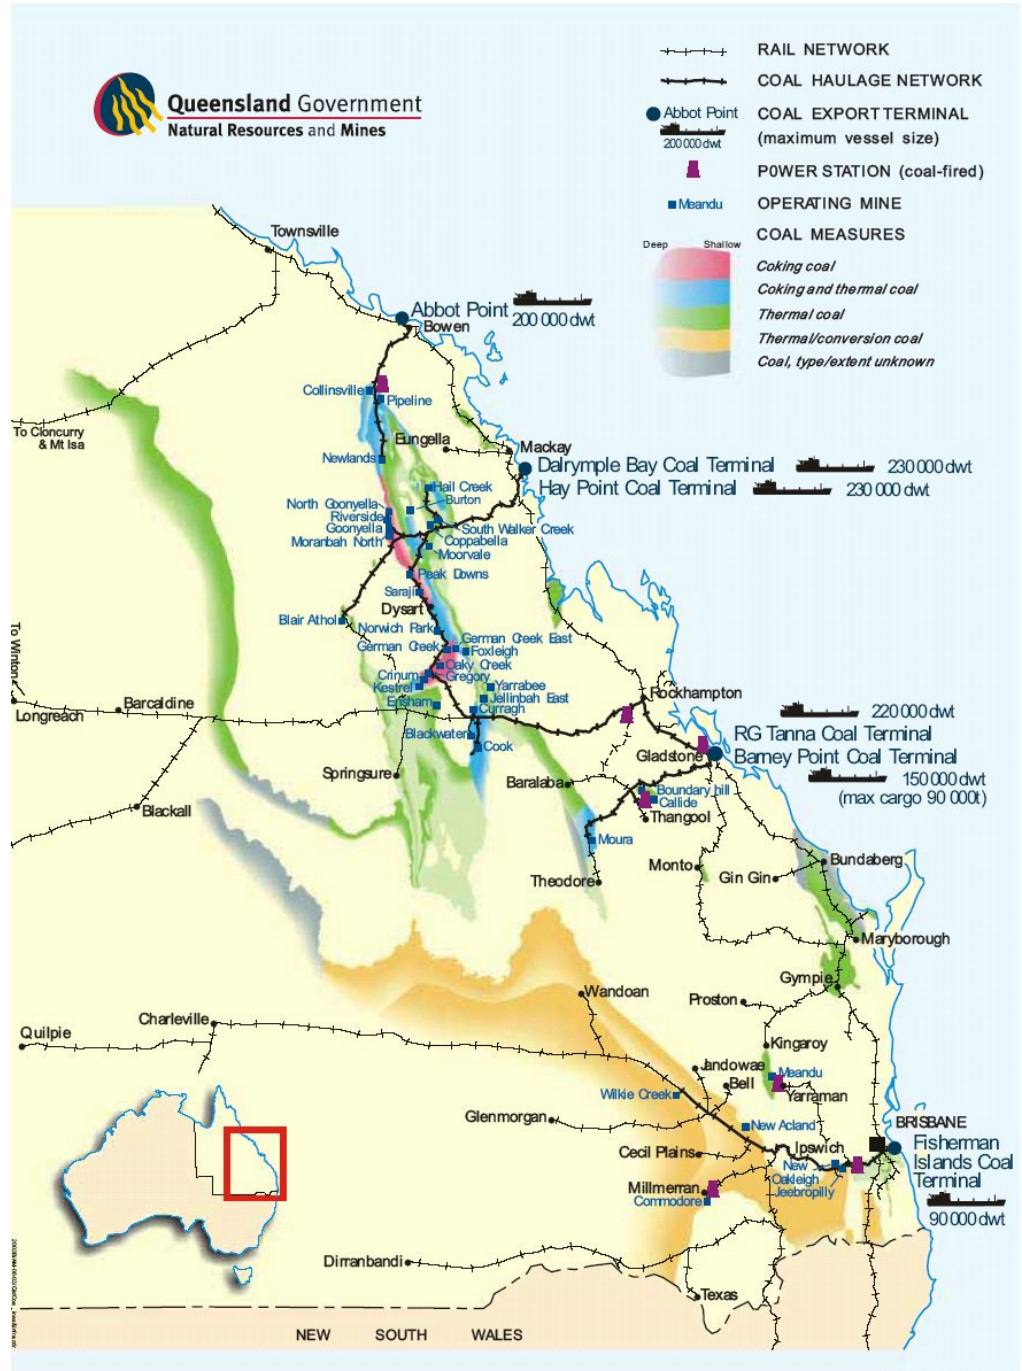 Queensland Government
Natural Resources and Mines
RAIL NETWORK
COAL HAULAGE NETWORK
Abbot Point
COAL EXPORT TERMINAL
200 000 dwt
(maximum vessel size)
P0WER STATION (coal-fired)
Meandu
OPERATING MINE
COAL MEASURES
Deep
Shallow
Coking coal
Coking and thermal coal
Thermal coal
Thermal/conversion coal
Coal, type/extent unknown
Townsville
Abbot Point
200 000 dwt
Bowen
Collinsville
Pipeline
To Cloncurry
& Mt Isa
Eungella
Mackay
Newlands
Dalrymple Bay Coal Terminal
230 000 dwt
Hay Point Coal Terminal
230 000 dwt
Hail Creek
Burton
North Goonyella
Riverside
Goonyella
Moranbah North
South Walker Creek
Coppabella
Moorvale
Peak Downs
Saraji
Dysart
Blair Athol
Norwich Park
German Creek
German Creek East
Foxleigh
Oaky Creek
Crinum
Gregory
Kestrel
Yarrabee
Jellinbah East
Ensham
Curragh
To Winton
Longreach
Barcaldine
Rockhampton
Blackwater
Cook
220 000 dwt
RG Tanna Coal Terminal
Gladstone
Barney Point Coal Terminal
150 000 dwt
(max cargo 90 000t)
Springsure
Baralaba
Boundary hill
Callide
Thangool
Blackall
Moura
Theodore
Monto
Gin Gin
Bundaberg
Maryborough
Gympie
Wandoan
Proston
Charleville
Quilpie
Kingaroy
Jandowae
Bell
Meandu
Yarraman
Wilkie Creek
Glenmorgan
New Acland
BRISBANE
Cecil Plains
Ipswich
Fisherman
Islands Coal
Terminal
90 000 dwt
New
Oakleigh
Jeebropilly
Millmerran
Commodore
Dirranbandi
Texas
NEW SOUTH WALES